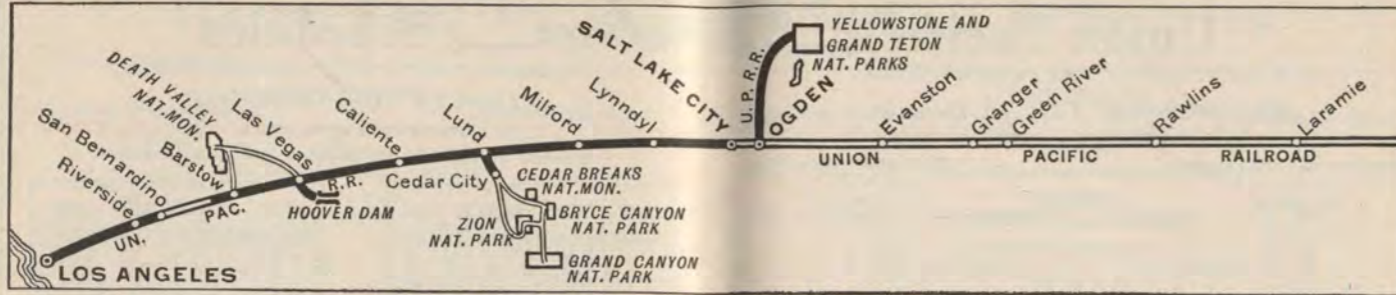 LOS ANGELES
UN.
PAC.
R.R.
Riverside
San Bernardino
Barstow
DEATH VALLEY
NAT.MON.
Las Vegas
HOOVER DAM
Caliente
Lund
Cedar City
CEDAR BREAKS
NAT.MON.
ZION
NAT. PARK
BRYCE CANYON
NAT. PARK
GRAND CANYON
NAT. PARK
Milford
Lynndyl
SALT LAKE CITY
U.P.R.R.
OGDEN
YELLOWSTONE AND
GRAND TETON
NAT. PARKS
Evanston
Granger
Green River
Rawlins
Laramie
UNION PACIFIC RAILROAD